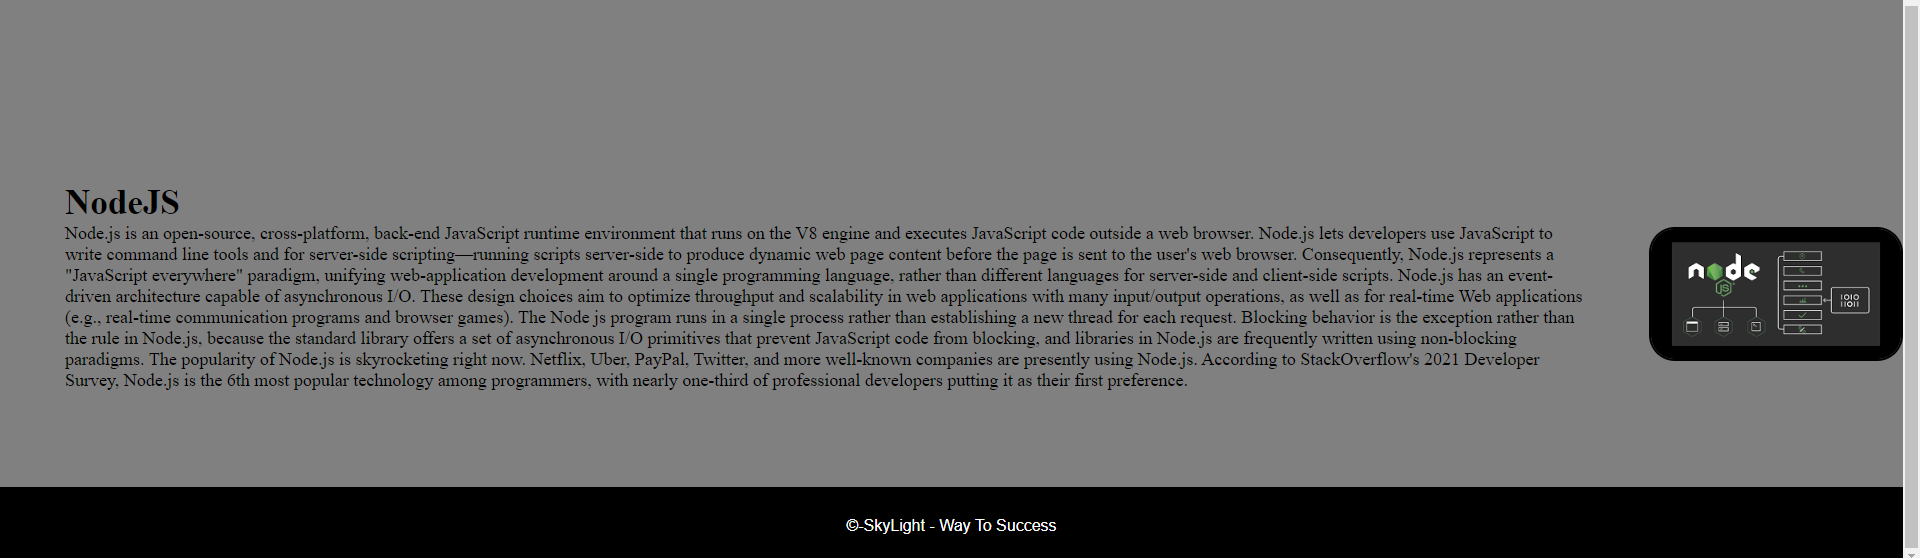 NodeJS
Node.js is an open-source, cross-platform, back-end JavaScript runtime environment that runs on the V8 engine and executes JavaScript code outside a web browser. Node.js lets developers use JavaScript to
write command line tools and for server-side scripting—running scripts server-side to produce dynamic web page content before the page is sent to the user's web browser. Consequently, Node.js represents a
"JavaScript everywhere" paradigm, unifying web-application development around a single programming language, rather than different languages for server-side and client-side scripts. Node.js has an event-
driven architecture capable of asynchronous I/O. These design choices aim to optimize throughput and scalability in web applications with many input/output operations, as well as for real-time Web applications
(e.g., real-time communication programs and browser games). The Node js program runs in a single process rather than establishing a new thread for each request. Blocking behavior is the exception rather than
the rule in Node.js, because the standard library offers a set of asynchronous I/O primitives that prevent JavaScript code from blocking, and libraries in Node.js are frequently written using non-blocking
paradigms. The popularity of Node.js is skyrocketing right now. Netflix, Uber, PayPal, Twitter, and more well-known companies are presently using Node.js. According to StackOverflow's 2021 Developer
Survey, Node.js is the 6th most popular technology among programmers, with nearly one-third of professional developers putting it as their first preference.
node
JS
1010
11011
©-SkyLight - Way To Success